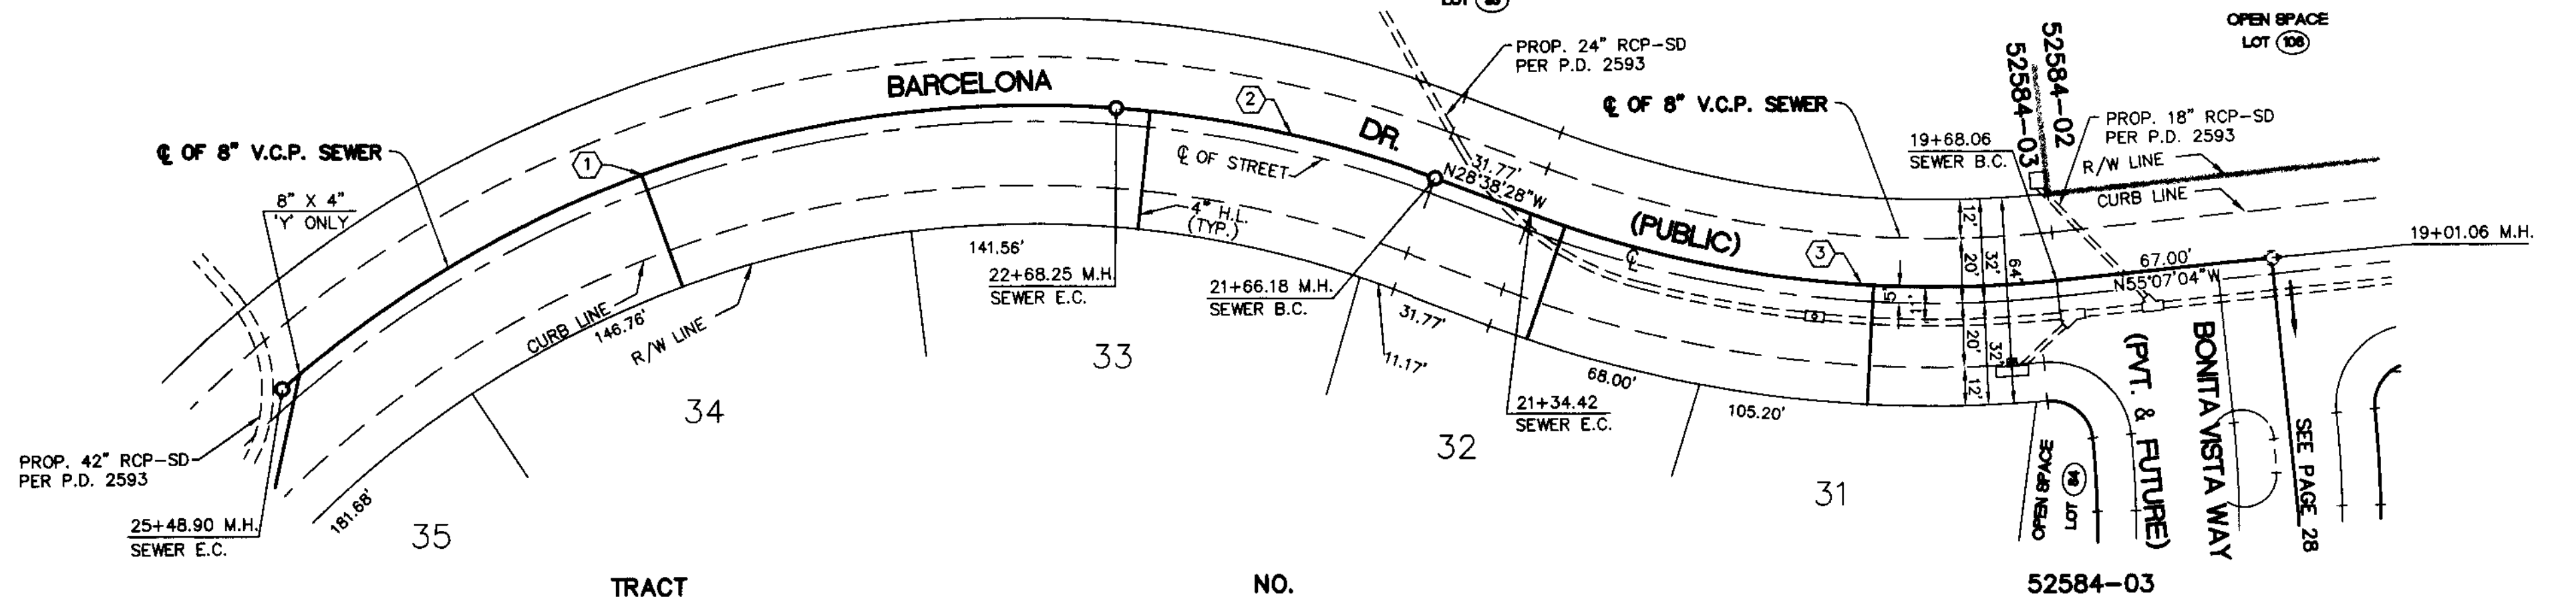 OPEN SPACE
LOT 106
BARCELONA
DR.
(PUBLIC)
PROP. 24" RCP-SD
PER P.D. 2593
℄ OF 8" V.C.P. SEWER
52584-02
52584-03
PROP. 18" RCP-SD
PER P.D. 2593
R/W LINE
CURB LINE
19+68.06
SEWER B.C.
19+01.06 M.H.
67.00'
N55°07'04"W
℄ OF 8" V.C.P. SEWER
1
2
3
8" X 4"
'Y' ONLY
℄ OF STREET
31.77'
N28°38'28"W
4" H.L.
(TYP.)
141.56'
22+68.25 M.H.
SEWER E.C.
21+66.18 M.H.
SEWER B.C.
℄
5'
11'
12'
20'
32'
64'
20'
32'
12'
CURB LINE
146.76'
R/W LINE
31.77'
11.17'
68.00'
105.20'
21+34.42
SEWER E.C.
PROP. 42" RCP-SD
PER P.D. 2593
181.68'
25+48.90 M.H.
SEWER E.C.
35
34
33
32
31
OPEN SPACE
LOT 94
(PVT. & FUTURE)
BONITA VISTA WAY
SEE PAGE 28
TRACT NO. 52584-03